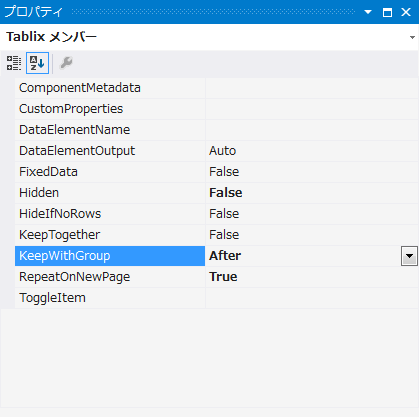 プロパティ
Tablix メンバー
ComponentMetadata
CustomProperties
DataElementName
DataElementOutput Auto
FixedData False
Hidden False
HideIfNoRows False
KeepTogether False
KeepWithGroup After
RepeatOnNewPage True
ToggleItem